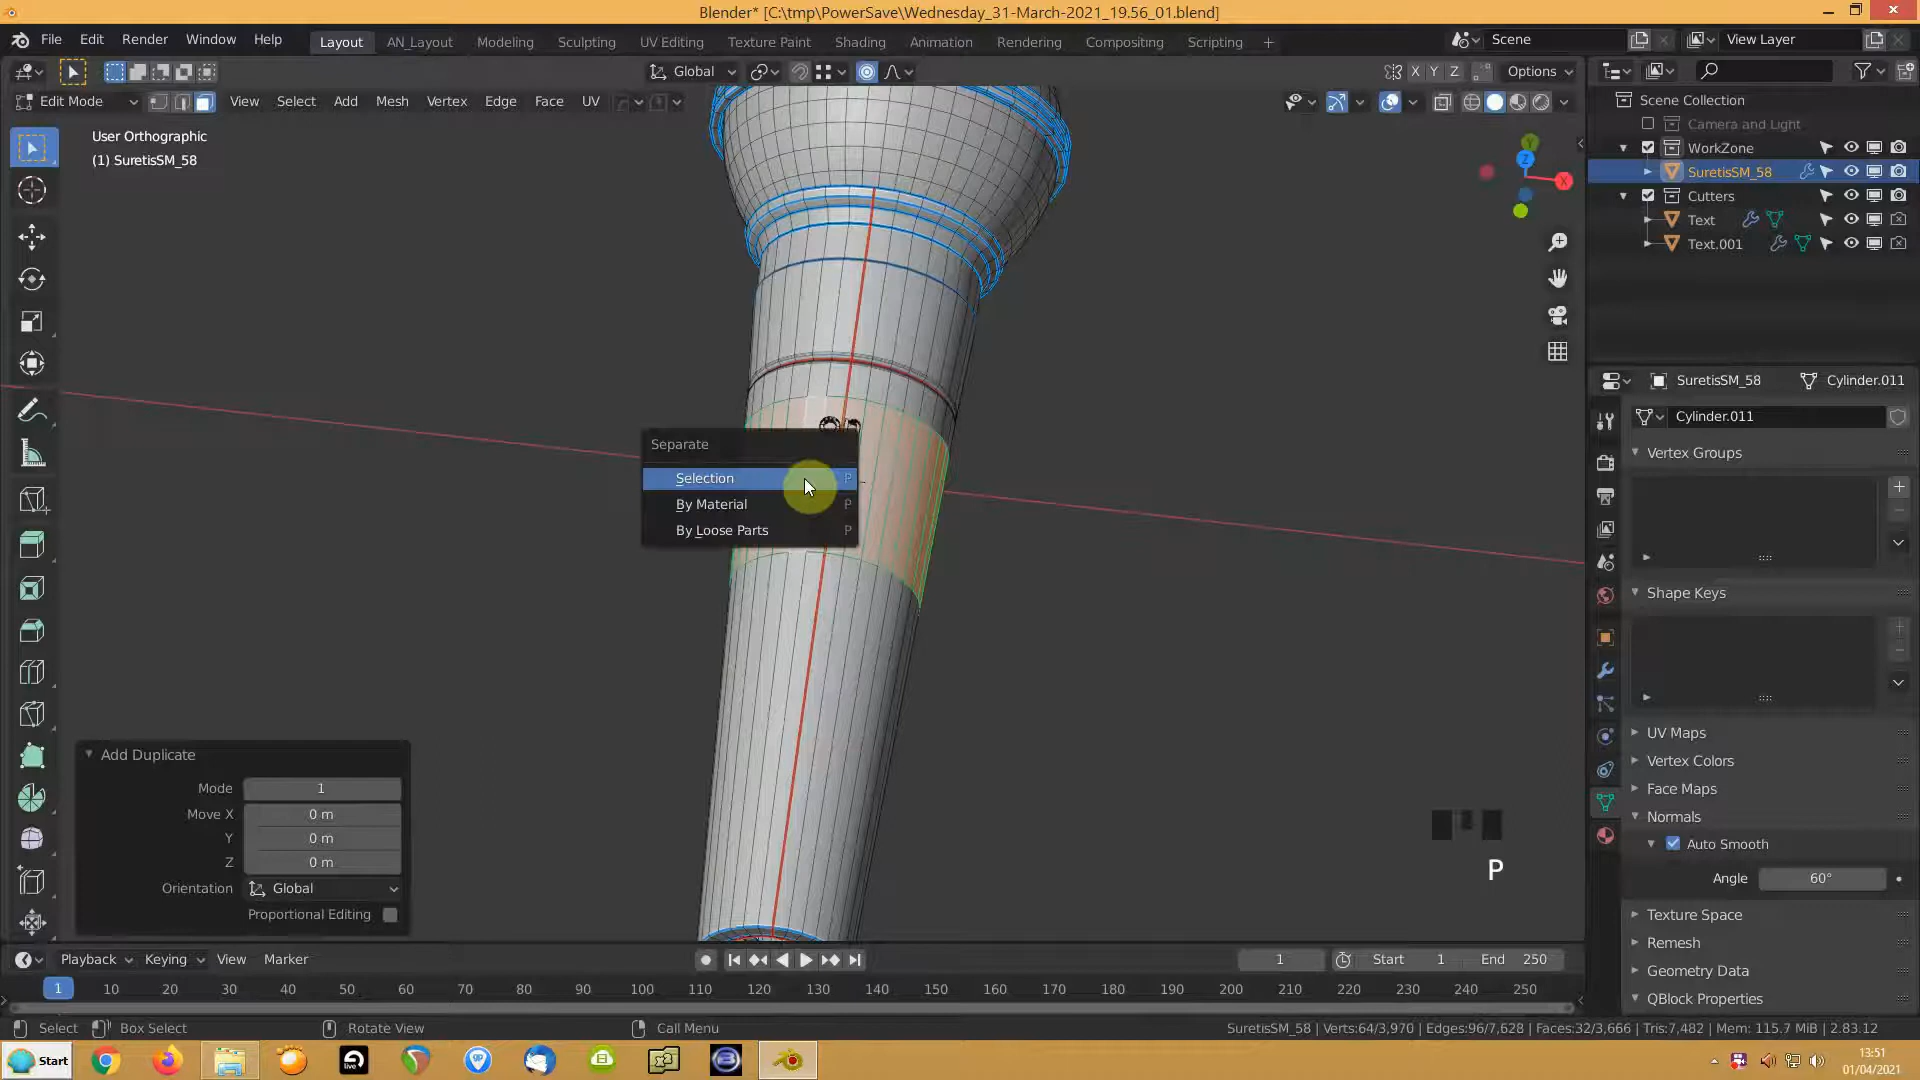 Blender* [C:\tmp\PowerSave\Wednesday_31-March-2021_19.56_01.blend]
File Edit Render Window Help
Layout AN_Layout Modeling Sculpting UV Editing Texture Paint Shading Animation Rendering Compositing Scripting +
Scene
View Layer
Global
X Y Z
Options
Edit Mode
View Select Add Mesh Vertex Edge Face UV
User Orthographic
(1) SuretisSM_58
Z
X
Y
Scene Collection
Camera and Light
WorkZone
SuretisSM_58
Cutters
Text
Text.001
Separate
Selection P
By Material P
By Loose Parts P
SuretisSM_58
Cylinder.011
Cylinder.011
Vertex Groups
Shape Keys
UV Maps
Vertex Colors
Face Maps
Normals
Auto Smooth
Angle 60°
Texture Space
Remesh
Geometry Data
QBlock Properties
Add Duplicate
Mode 1
Move X 0 m
Y 0 m
Z 0 m
Orientation Global
Proportional Editing
P
Playback Keying View Marker
1
Start 1
End 250
1 10 20 30 40 50 60 70 80 90 100 110 120 130 140 150 160 170 180 190 200 210 220 230 240 250
Select Box Select Rotate View Call Menu
SuretisSM_58 | Verts:64/3,970 | Edges:96/7,628 | Faces:32/3,666 | Tris:7,482 | Mem: 115.7 MiB | 2.83.12
Start
live
13:51
01/04/2021